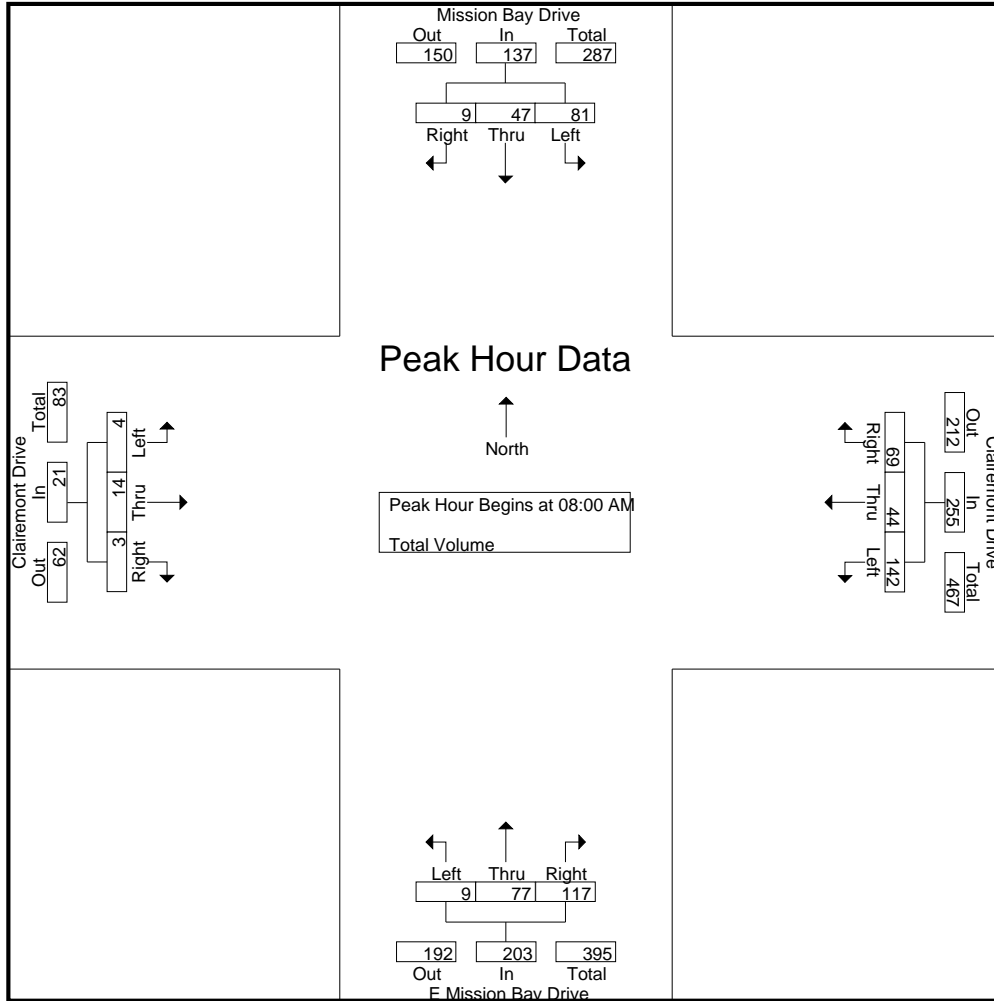 Mission Bay Drive
Out In Total
150 137 287
9 47 81
Right Thru Left
Peak Hour Data
North
Peak Hour Begins at 08:00 AM
Total Volume
Clairemont Drive
Out In Total
62 21 83
Left Thru Right
4 14 3
Clairemont Drive
Out In Total
212 255 467
Right Thru Left
69 44 142
Left Thru Right
9 77 117
192 203 395
Out In Total
E Mission Bay Drive